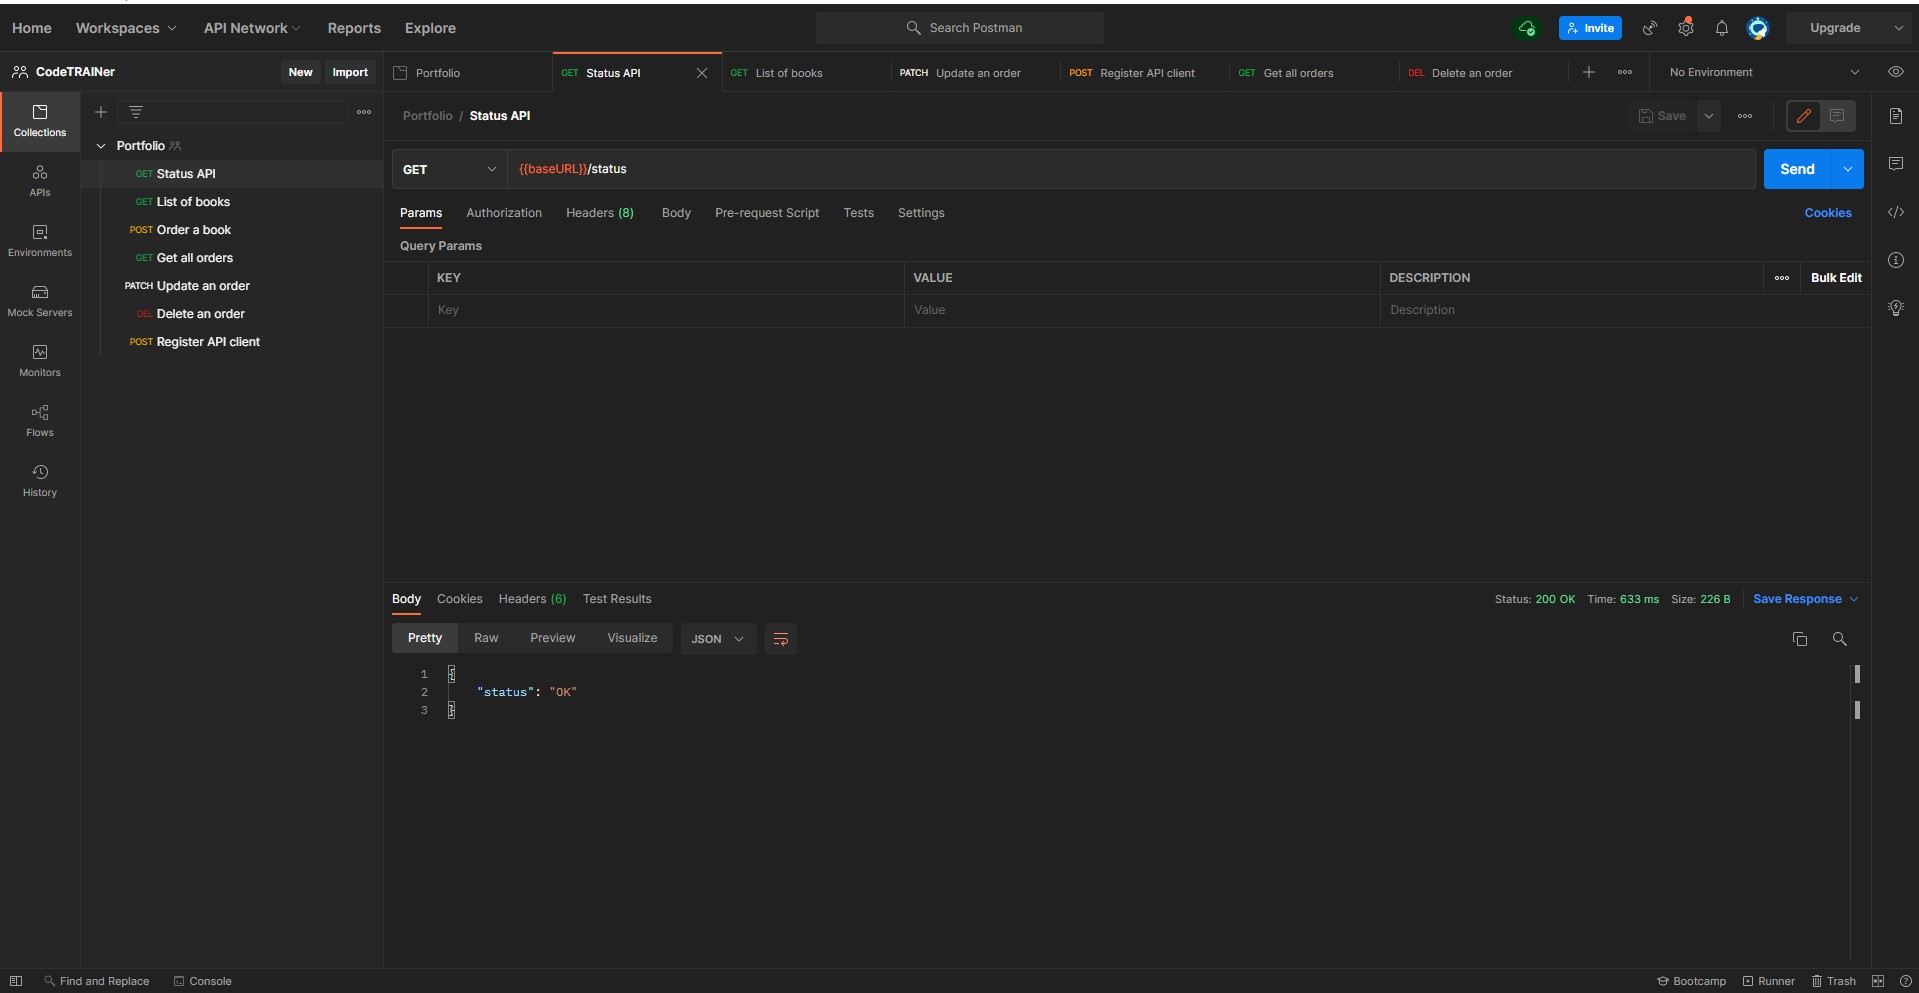 Home Workspaces API Network Reports Explore Search Postman Invite Upgrade
CodeTRAINer New Import Portfolio GET Status API GET List of books PATCH Update an order POST Register API client GET Get all orders DEL Delete an order No Environment
Collections
APIs
Environments
Mock Servers
Monitors
Flows
History
Portfolio
GET Status API
GET List of books
POST Order a book
GET Get all orders
PATCH Update an order
DEL Delete an order
POST Register API client
Portfolio / Status API Save
GET {{baseURL}}/status Send
Params Authorization Headers (8) Body Pre-request Script Tests Settings Cookies
Query Params
KEY VALUE DESCRIPTION Bulk Edit
Key Value Description
Body Cookies Headers (6) Test Results Status: 200 OK Time: 633 ms Size: 226 B Save Response
Pretty Raw Preview Visualize JSON
1 {
2 "status": "OK"
3 }
Find and Replace Console Bootcamp Runner Trash